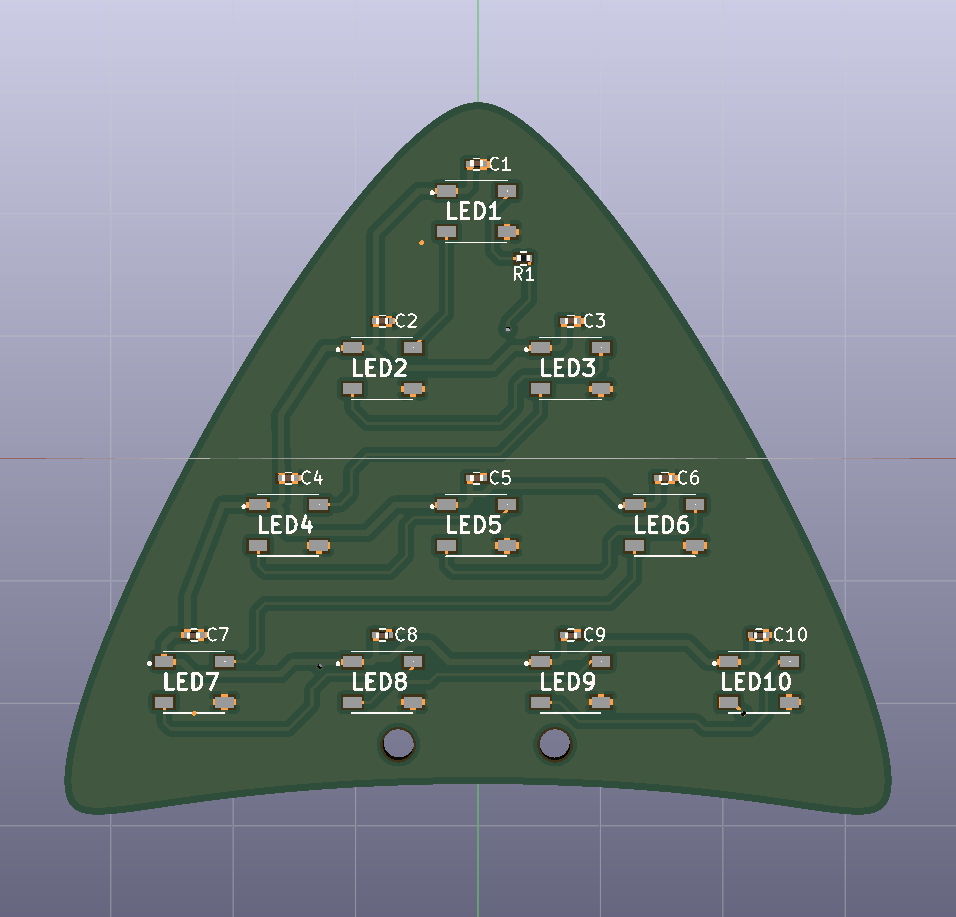 C1
LED1
R1
C2 C3
LED2 LED3
C4 C5 C6
LED4 LED5 LED6
C7 C8 C9 C10
LED7 LED8 LED9 LED10